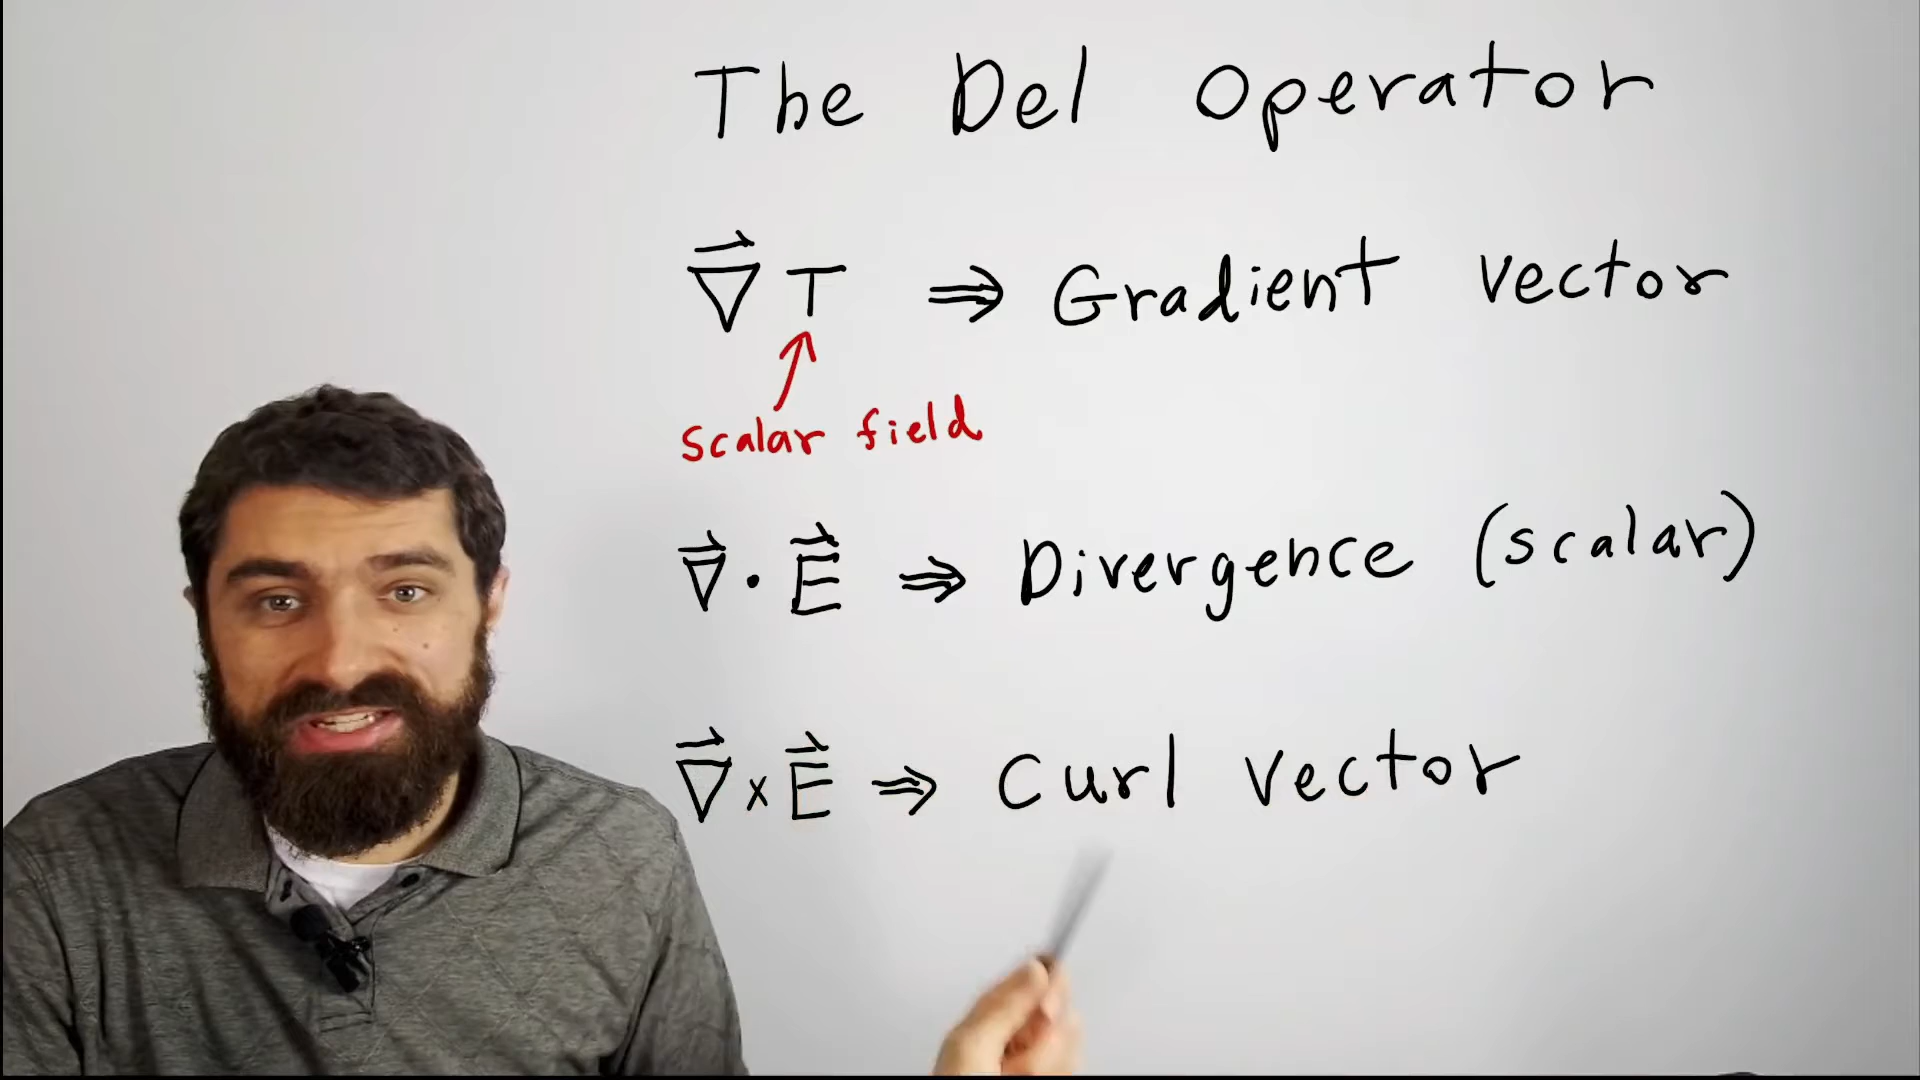 The Del Operator
∇⃗ T ⇒ Gradient vector
Scalar field
∇⃗ · E⃗ ⇒ Divergence (scalar)
∇⃗ × E⃗ ⇒ Curl vector